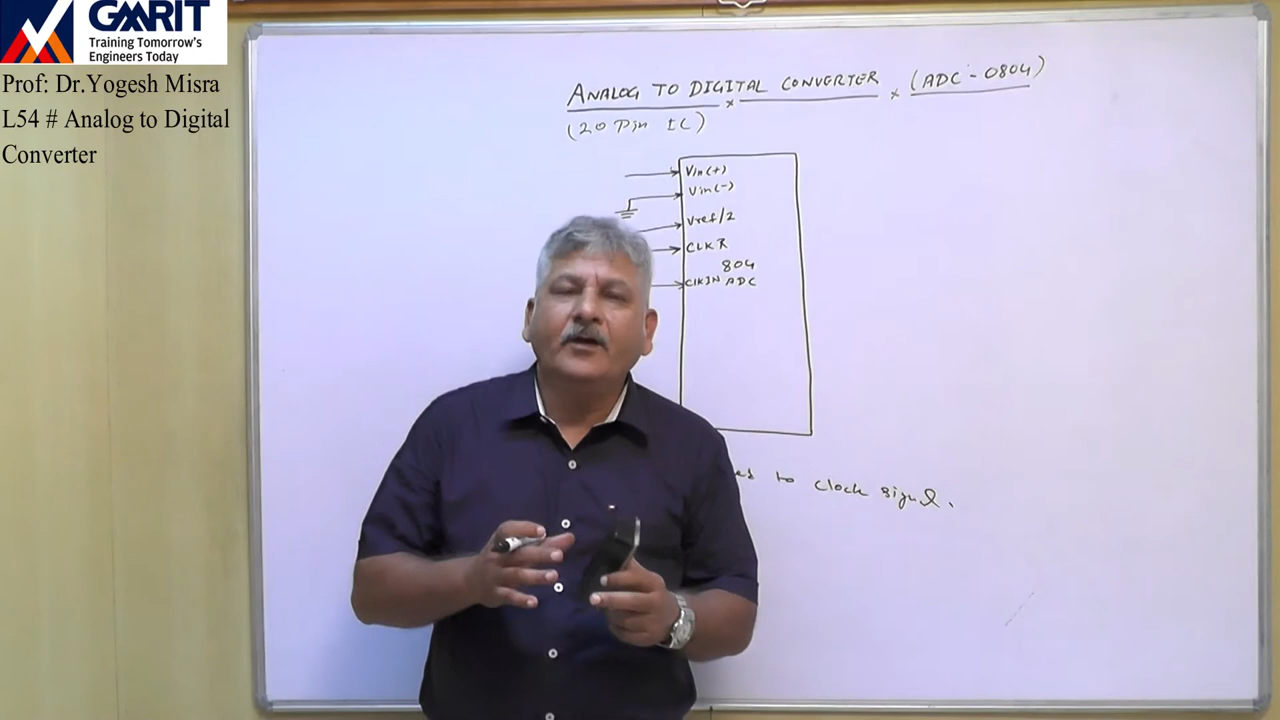 GMRIT
Training Tomorrow's
Engineers Today
Prof: Dr.Yogesh Misra
L54 # Analog to Digital
Converter
ANALOG TO DIGITAL CONVERTER (ADC-0804)
(20 Pin IC)
Vin(+)
Vin(-)
Vref/2
CLKR
804
CLKIN ADC
to clock signal.